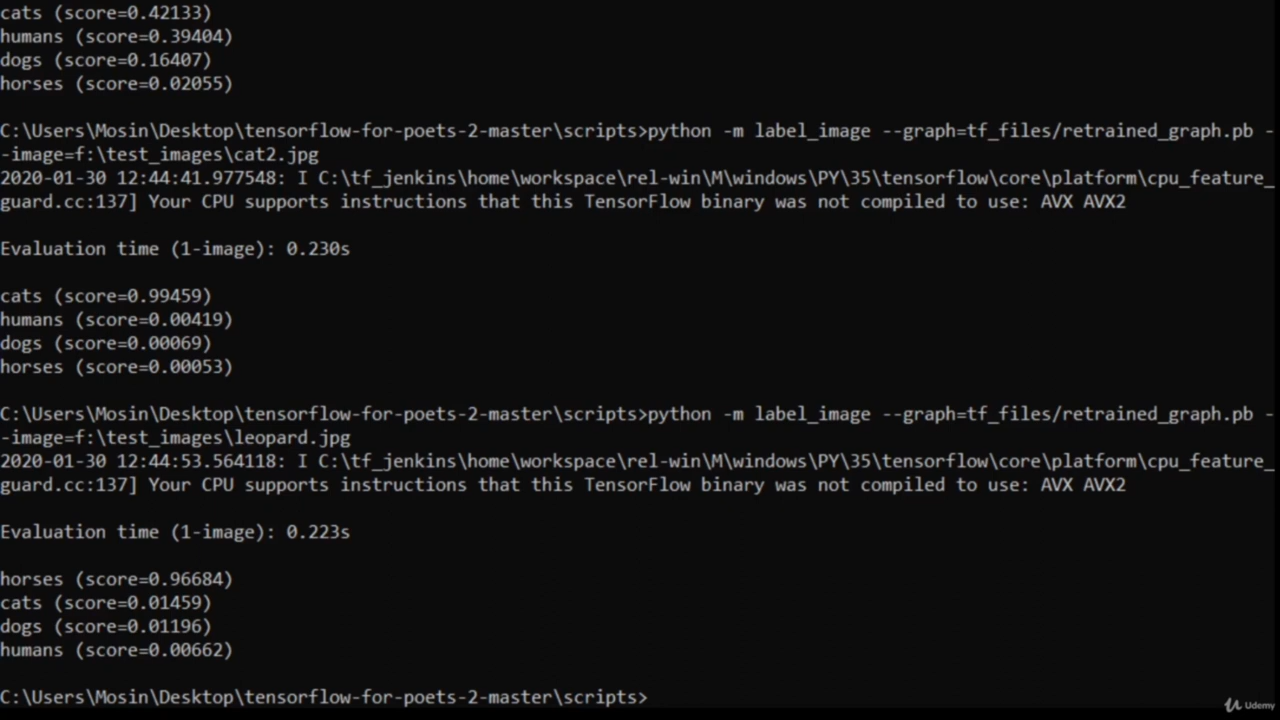 cats (score=0.42133)
humans (score=0.39404)
dogs (score=0.16407)
horses (score=0.02055)
C:\Users\Mosin\Desktop\tensorflow-for-poets-2-master\scripts>python -m label_image --graph=tf_files/retrained_graph.pb -
-image=f:\test_images\cat2.jpg
2020-01-30 12:44:41.977548: I C:\tf_jenkins\home\workspace\rel-win\M\windows\PY\35\tensorflow\core\platform\cpu_feature_
guard.cc:137] Your CPU supports instructions that this TensorFlow binary was not compiled to use: AVX AVX2
Evaluation time (1-image): 0.230s
cats (score=0.99459)
humans (score=0.00419)
dogs (score=0.00069)
horses (score=0.00053)
C:\Users\Mosin\Desktop\tensorflow-for-poets-2-master\scripts>python -m label_image --graph=tf_files/retrained_graph.pb -
-image=f:\test_images\leopard.jpg
2020-01-30 12:44:53.564118: I C:\tf_jenkins\home\workspace\rel-win\M\windows\PY\35\tensorflow\core\platform\cpu_feature_
guard.cc:137] Your CPU supports instructions that this TensorFlow binary was not compiled to use: AVX AVX2
Evaluation time (1-image): 0.223s
horses (score=0.96684)
cats (score=0.01459)
dogs (score=0.01196)
humans (score=0.00662)
C:\Users\Mosin\Desktop\tensorflow-for-poets-2-master\scripts>
Udemy